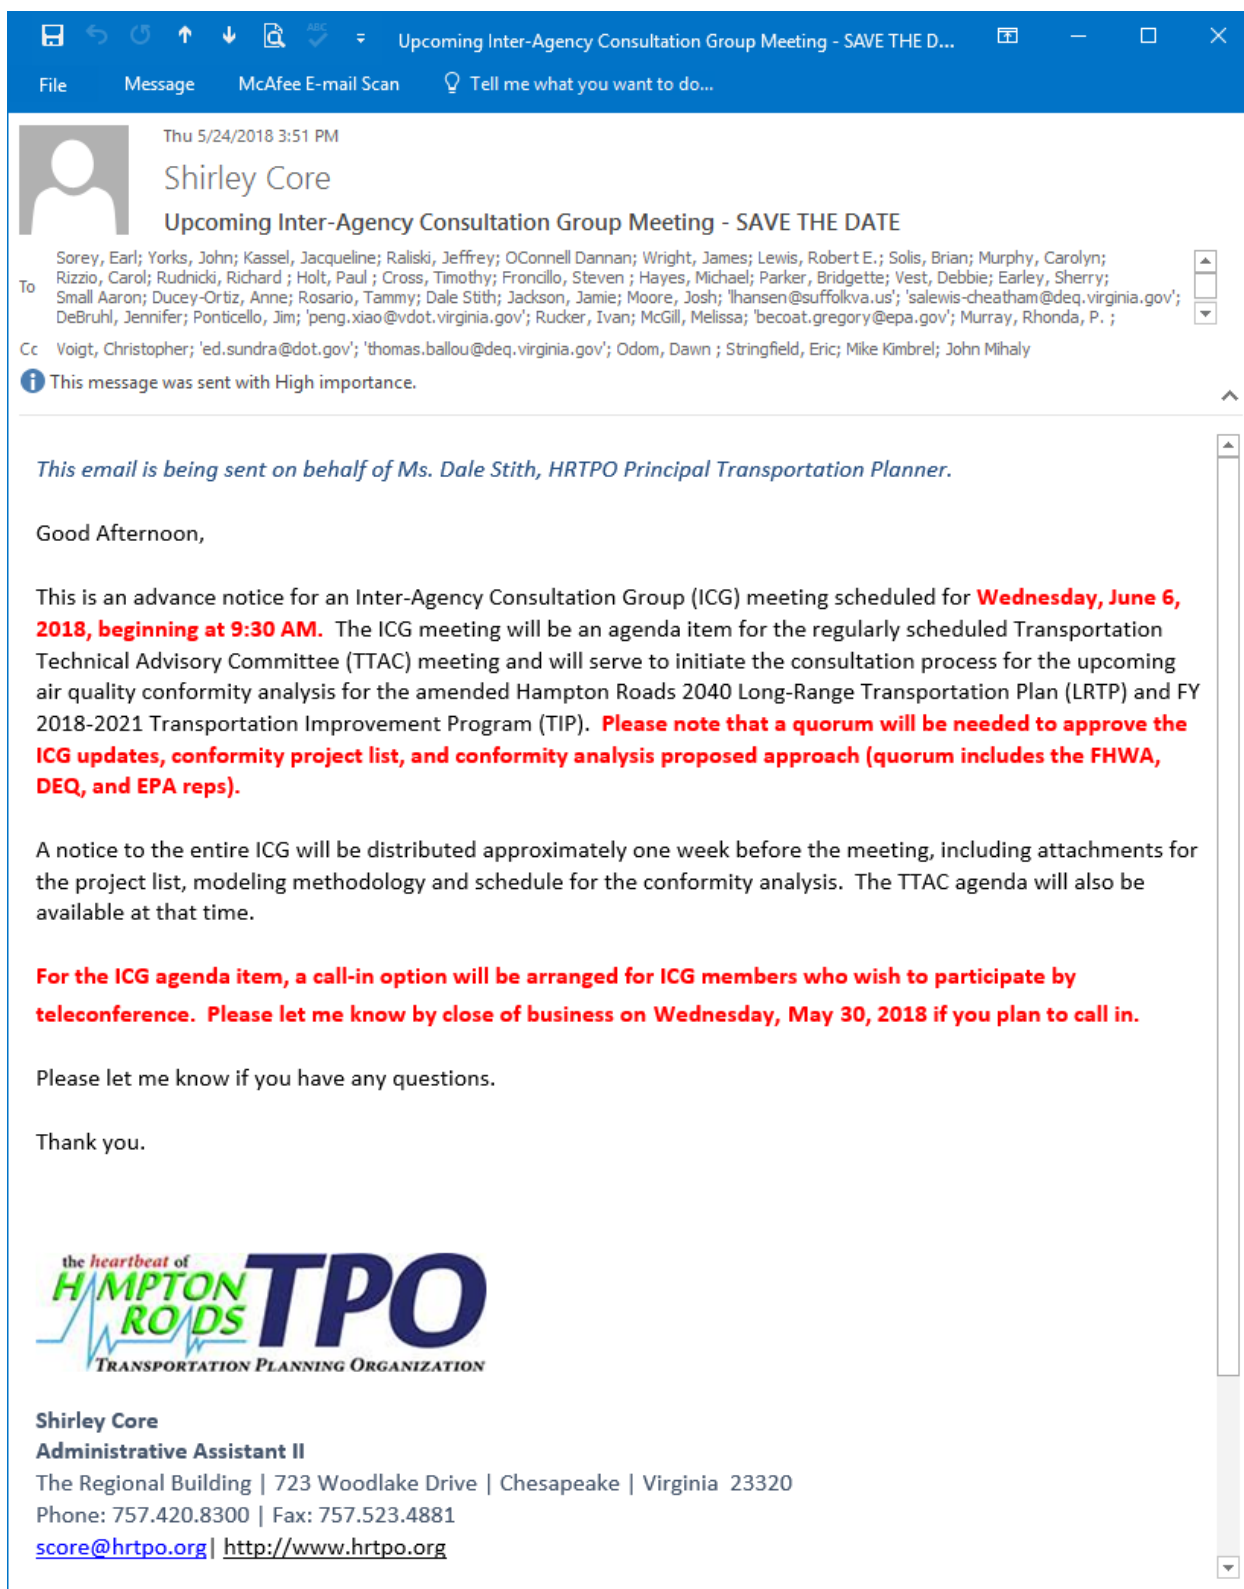 ABC
Upcoming Inter-Agency Consultation Group Meeting - SAVE THE D...
File Message McAfee E-mail Scan Tell me what you want to do...
Thu 5/24/2018 3:51 PM
Shirley Core
Upcoming Inter-Agency Consultation Group Meeting - SAVE THE DATE
To
Sorey, Earl; Yorks, John; Kassel, Jacqueline; Raliski, Jeffrey; OConnell Dannan; Wright, James; Lewis, Robert E.; Solis, Brian; Murphy, Carolyn;
Rizzio, Carol; Rudnicki, Richard ; Holt, Paul ; Cross, Timothy; Froncillo, Steven ; Hayes, Michael; Parker, Bridgette; Vest, Debbie; Earley, Sherry;
Small Aaron; Ducey-Ortiz, Anne; Rosario, Tammy; Dale Stith; Jackson, Jamie; Moore, Josh; 'lhansen@suffolkva.us'; 'salewis-cheatham@deq.virginia.gov';
DeBruhl, Jennifer; Ponticello, Jim; 'peng.xiao@vdot.virginia.gov'; Rucker, Ivan; McGill, Melissa; 'becoat.gregory@epa.gov'; Murray, Rhonda, P. ;
Cc Voigt, Christopher; 'ed.sundra@dot.gov'; 'thomas.ballou@deq.virginia.gov'; Odom, Dawn ; Stringfield, Eric; Mike Kimbrel; John Mihaly
This message was sent with High importance.
This email is being sent on behalf of Ms. Dale Stith, HRTPO Principal Transportation Planner.
Good Afternoon,
This is an advance notice for an Inter-Agency Consultation Group (ICG) meeting scheduled for Wednesday, June 6,
2018, beginning at 9:30 AM.  The ICG meeting will be an agenda item for the regularly scheduled Transportation
Technical Advisory Committee (TTAC) meeting and will serve to initiate the consultation process for the upcoming
air quality conformity analysis for the amended Hampton Roads 2040 Long-Range Transportation Plan (LRTP) and FY
2018-2021 Transportation Improvement Program (TIP).  Please note that a quorum will be needed to approve the
ICG updates, conformity project list, and conformity analysis proposed approach (quorum includes the FHWA,
DEQ, and EPA reps).
A notice to the entire ICG will be distributed approximately one week before the meeting, including attachments for
the project list, modeling methodology and schedule for the conformity analysis.  The TTAC agenda will also be
available at that time.
For the ICG agenda item, a call-in option will be arranged for ICG members who wish to participate by
teleconference.  Please let me know by close of business on Wednesday, May 30, 2018 if you plan to call in.
Please let me know if you have any questions.
Thank you.
the heartbeat of
HAMPTON
ROADS
TPO
TRANSPORTATION PLANNING ORGANIZATION
Shirley Core
Administrative Assistant II
The Regional Building | 723 Woodlake Drive | Chesapeake | Virginia  23320
Phone: 757.420.8300 | Fax: 757.523.4881
score@hrtpo.org| http://www.hrtpo.org